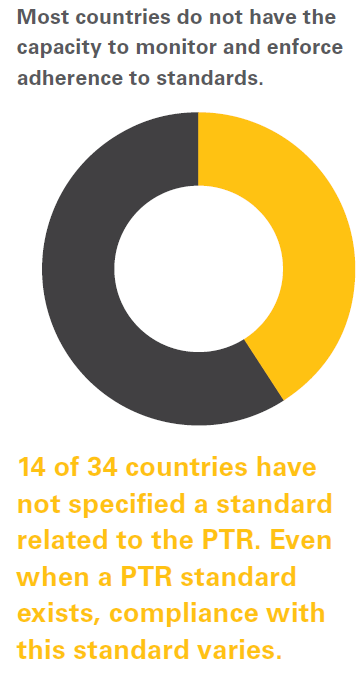 Most countries do not have the
capacity to monitor and enforce
adherence to standards.
14 of 34 countries have
not specified a standard
related to the PTR. Even
when a PTR standard
exists, compliance with
this standard varies.